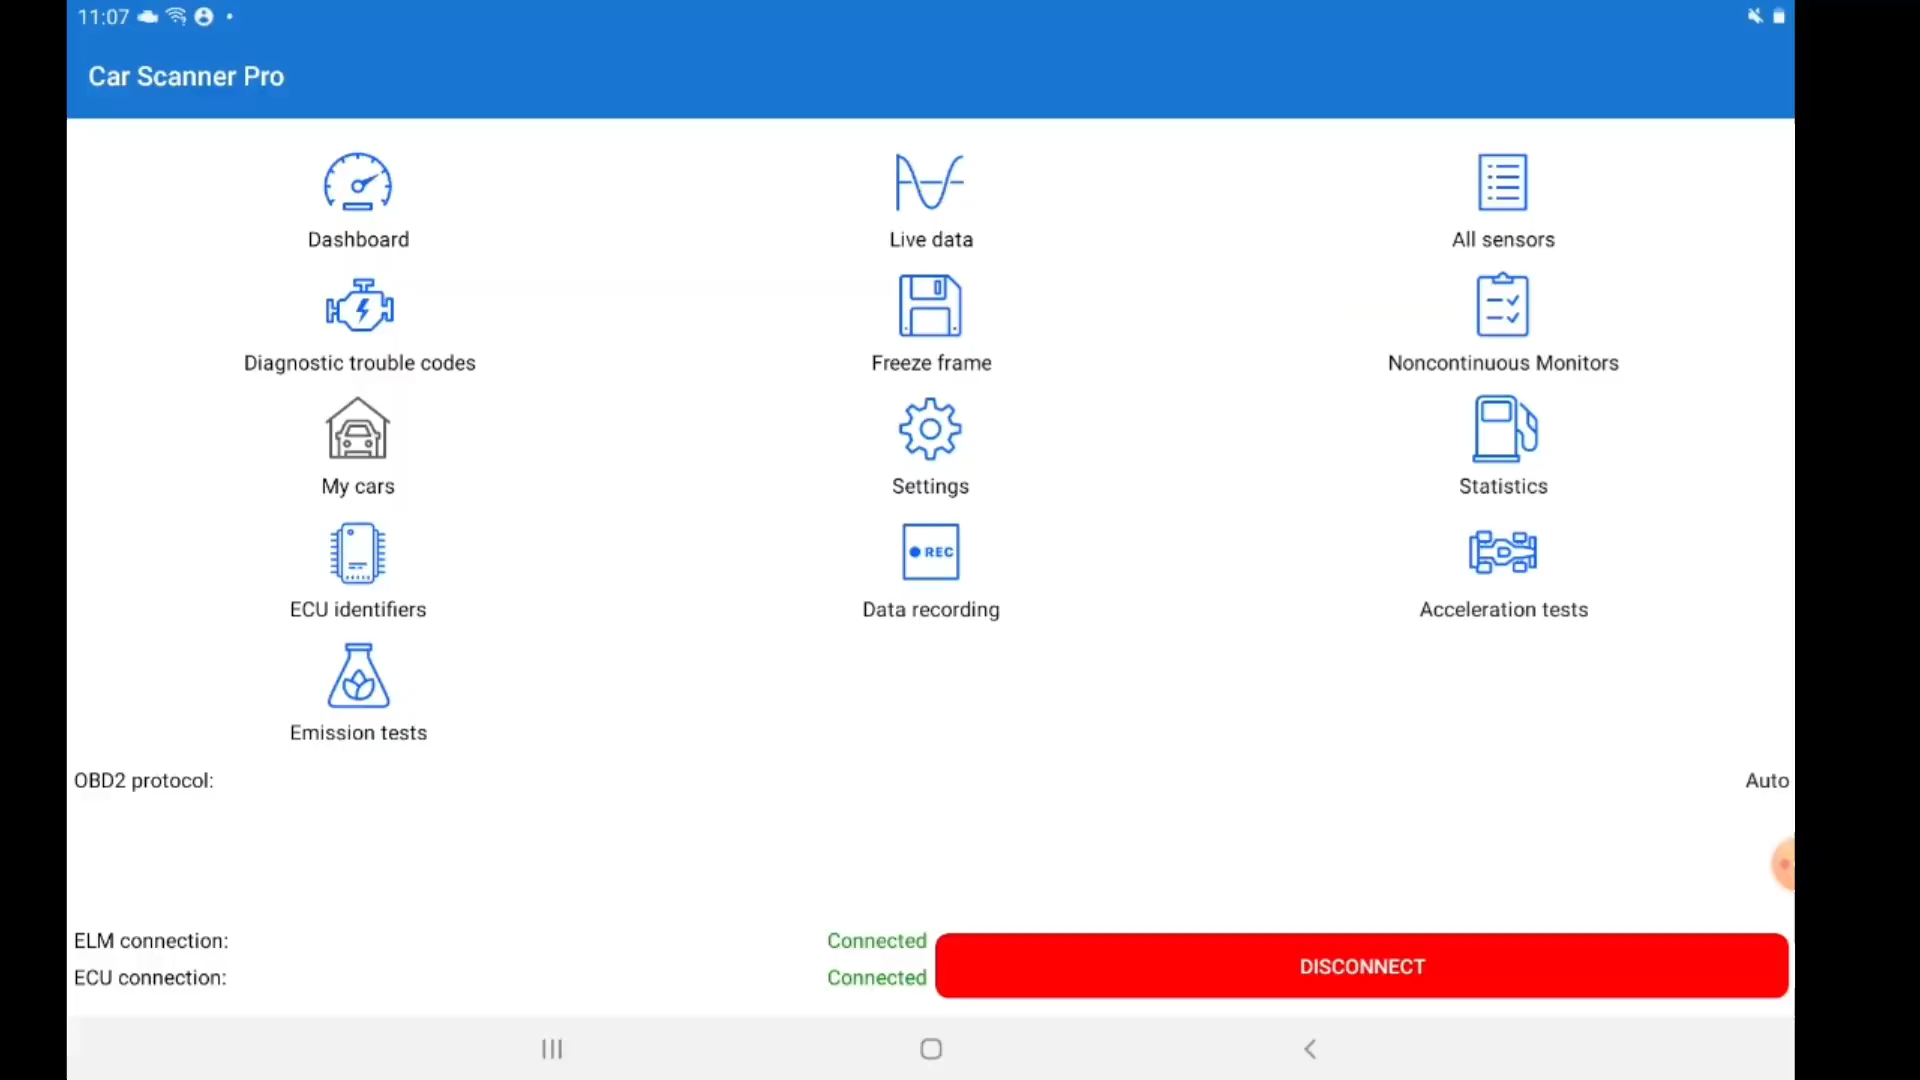 11:07
Car Scanner Pro
Dashboard
Live data
All sensors
Diagnostic trouble codes
Freeze frame
Noncontinuous Monitors
My cars
Settings
Statistics
REC
ECU identifiers
Data recording
Acceleration tests
Emission tests
OBD2 protocol:
Auto
ELM connection:
Connected
ECU connection:
Connected
DISCONNECT